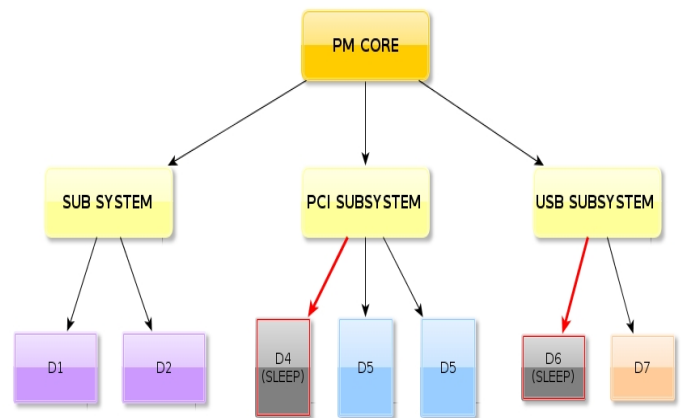 PM CORE
SUB SYSTEM
PCI SUBSYSTEM
USB SUBSYSTEM
D1
D2
D4
(SLEEP)
D5
D5
D6
(SLEEP)
D7